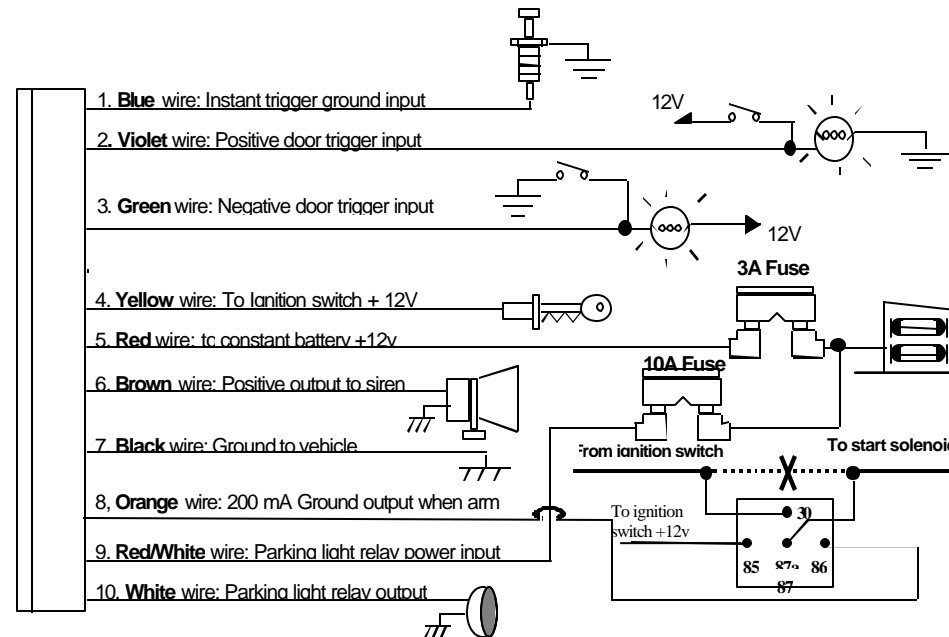 1. Blue wire: Instant trigger ground input
12V
2. Violet wire: Positive door trigger input
3. Green wire: Negative door trigger input
12V
3A Fuse
4. Yellow wire: To Ignition switch + 12V
5. Red wire: to constant battery +12v
10A Fuse
6. Brown wire: Positive output to siren
From ignition switch
To start solenoid
7. Black wire: Ground to vehicle
8, Orange wire: 200 mA Ground output when arm
To ignition
switch +12v
30
9. Red/White wire: Parking light relay power input
85 87a 86
87
10. White wire: Parking light relay output